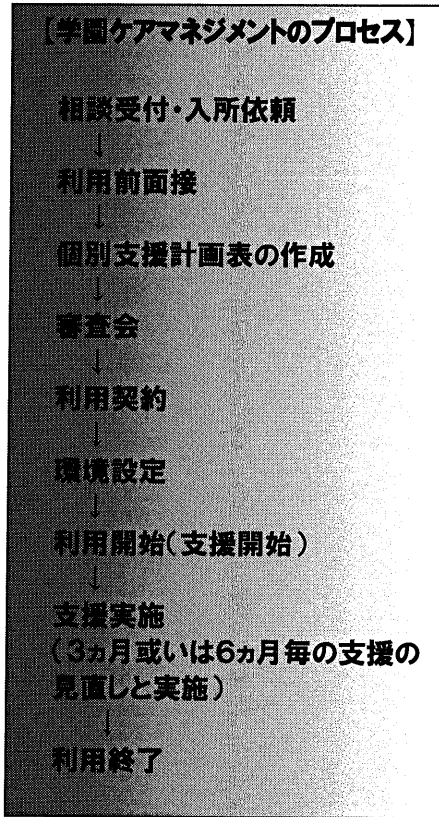 【学園ケアマネジメントのプロセス】
相談受付・入所依頼
↓
利用前面接
↓
個別支援計画表の作成
↓
審査会
↓
利用契約
↓
環境設定
↓
利用開始(支援開始)
↓
支援実施
(3ヵ月或いは6ヵ月毎の支援の
見直しと実施)
↓
利用終了